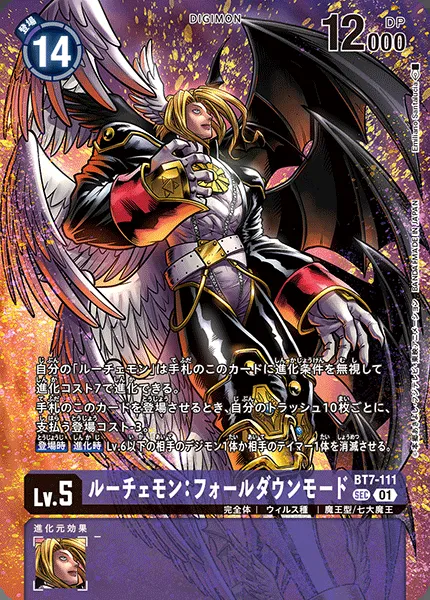 登場
14
DIGIMON
12000
DP
Emiliano Santalucia
BANDAI・MADE IN JAPAN
自分の「ルーチェモン」は手札のこのカードに進化条件を無視して
進化コスト7で進化できる。
手札のこのカードを登場させるとき、自分のトラッシュ10枚ごとに、
支払う登場コスト-3。
登場時 進化時 Lv.6以下の相手のデジモン1体か相手のテイマー1体を消滅させる。
Lv.5
ルーチェモン:フォールダウンモード
BT7-111
SEC 01
完全体 | ウィルス種 | 魔王型/七大魔王
進化元効果